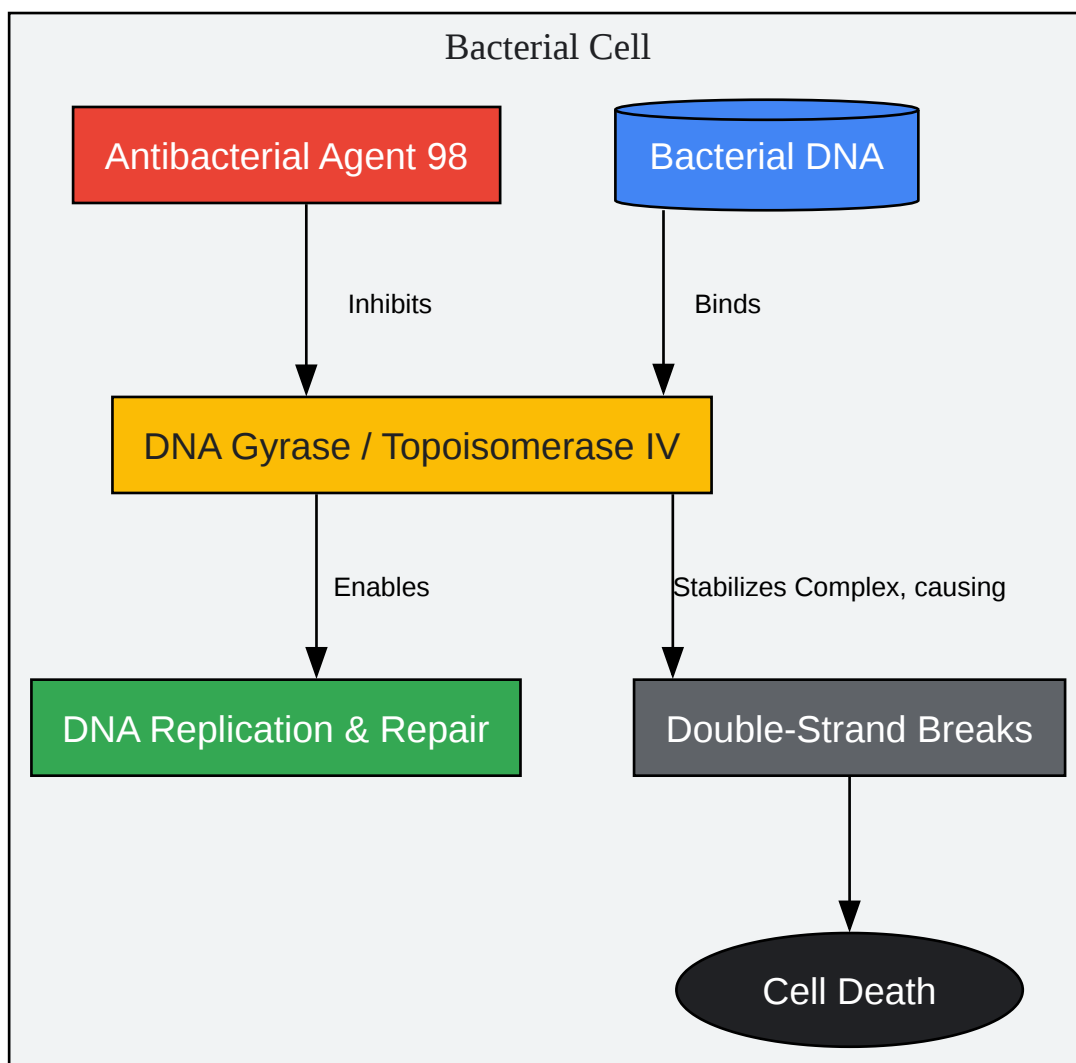 Bacterial Cell
Antibacterial Agent 98
Bacterial DNA
Inhibits
Binds
DNA Gyrase / Topoisomerase IV
Enables
Stabilizes Complex, causing
DNA Replication & Repair
Double-Strand Breaks
Cell Death